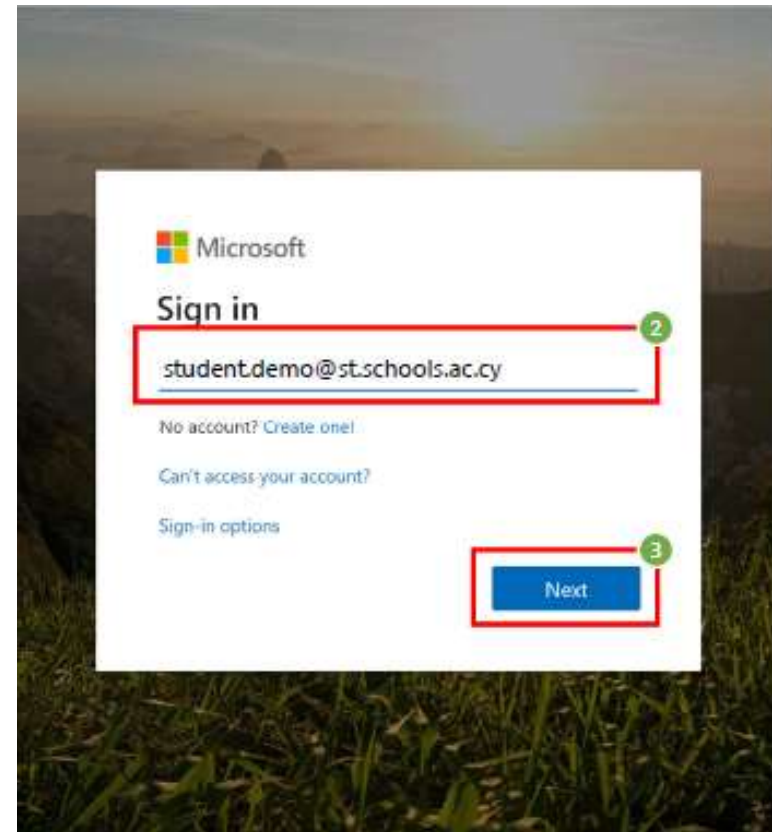 Microsoft
Sign in
2
student.demo@st.schools.ac.cy
No account? Create one!
Can't access your account?
Sign-in options
3
Next